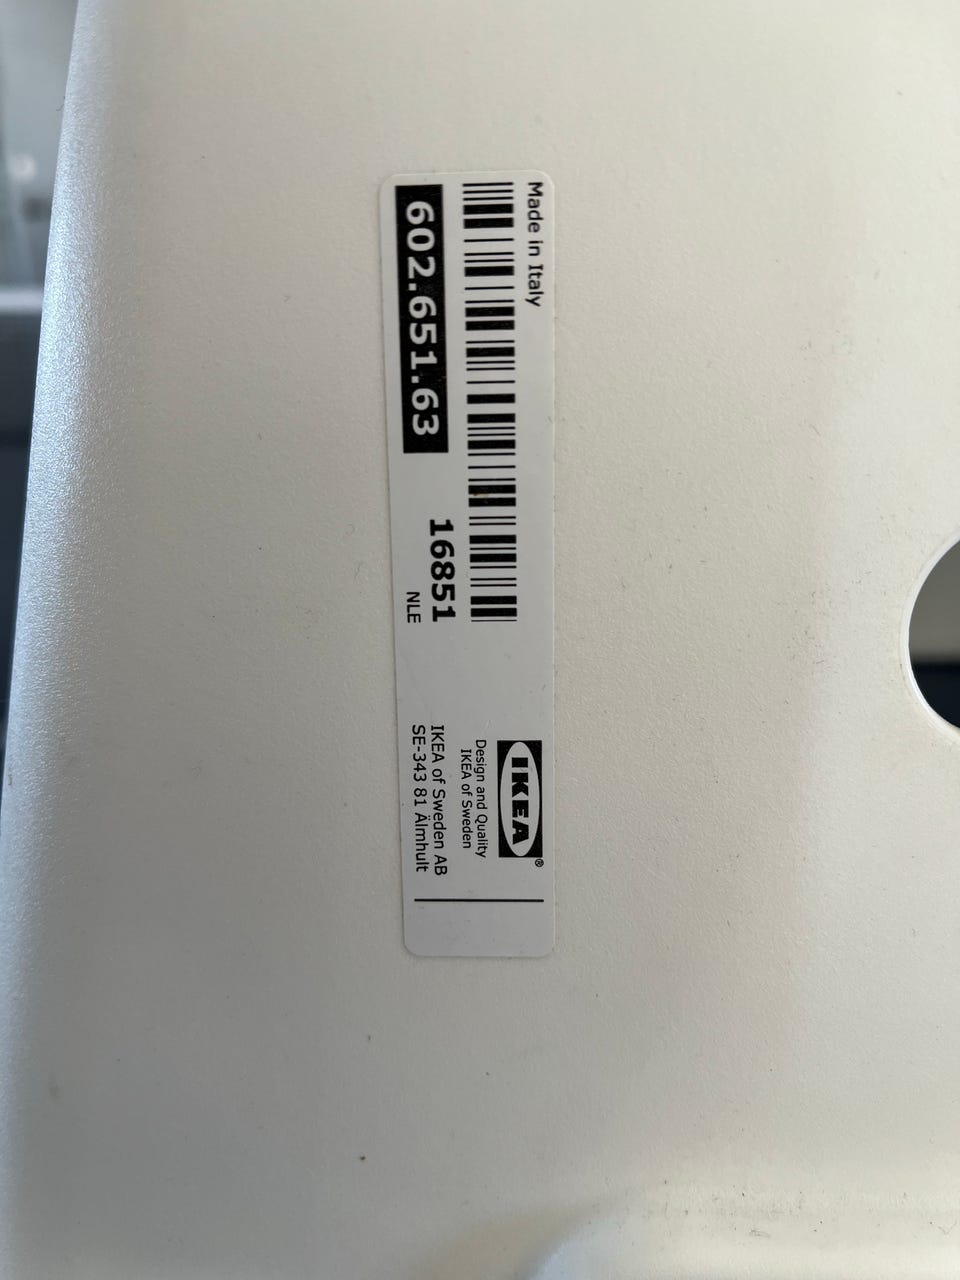 Made in Italy
602.651.63
16851
NLE
IKEA®
Design and Quality
IKEA of Sweden
IKEA of Sweden AB
SE-343 81 Älmhult